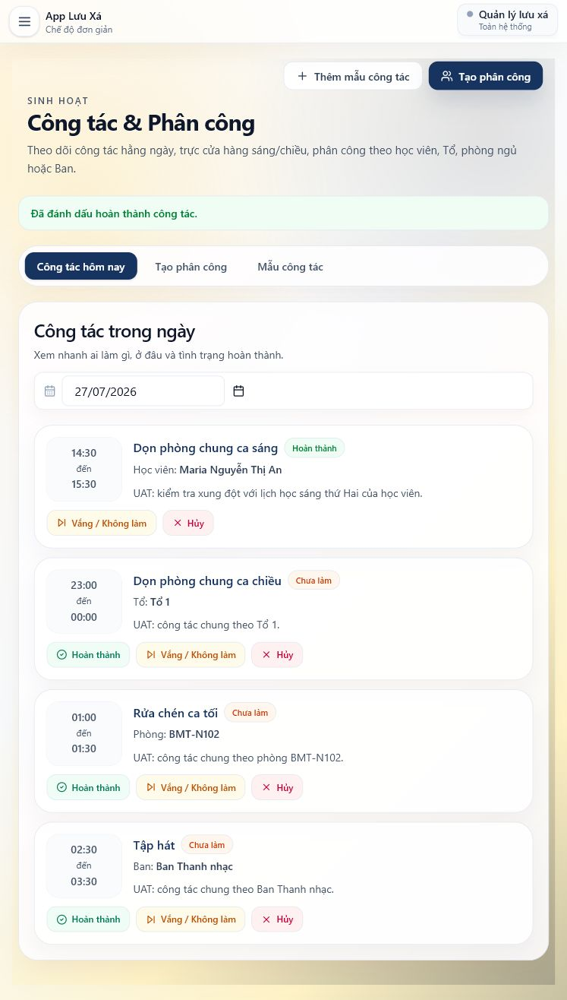 App Lưu Xá
Chế độ đơn giản
Quản lý lưu xá
Toàn hệ thống
Thêm mẫu công tác
Tạo phân công
SINH HOẠT
Công tác & Phân công
Theo dõi công tác hằng ngày, trực cửa hàng sáng/chiều, phân công theo học viên, Tổ, phòng ngủ
hoặc Ban.
Đã đánh dấu hoàn thành công tác.
Công tác hôm nay
Tạo phân công
Mẫu công tác
Công tác trong ngày
Xem nhanh ai làm gì, ở đâu và tình trạng hoàn thành.
27/07/2026
14:30
đến
15:30
Dọn phòng chung ca sáng
Hoàn thành
Học viên: Maria Nguyễn Thị An
UAT: kiểm tra xung đột với lịch học sáng thứ Hai của học viên.
Vắng / Không làm
Hủy
23:00
đến
00:00
Dọn phòng chung ca chiều
Chưa làm
Tổ: Tổ 1
UAT: công tác chung theo Tổ 1.
Hoàn thành
Vắng / Không làm
Hủy
01:00
đến
01:30
Rửa chén ca tối
Chưa làm
Phòng: BMT-N102
UAT: công tác chung theo phòng BMT-N102.
Hoàn thành
Vắng / Không làm
Hủy
02:30
đến
03:30
Tập hát
Chưa làm
Ban: Ban Thanh nhạc
UAT: công tác chung theo Ban Thanh nhạc.
Hoàn thành
Vắng / Không làm
Hủy